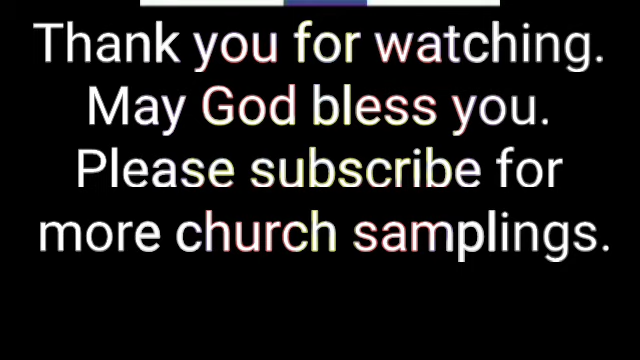 Thank you for watching.
May God bless you.
Please subscribe for
more church samplings.